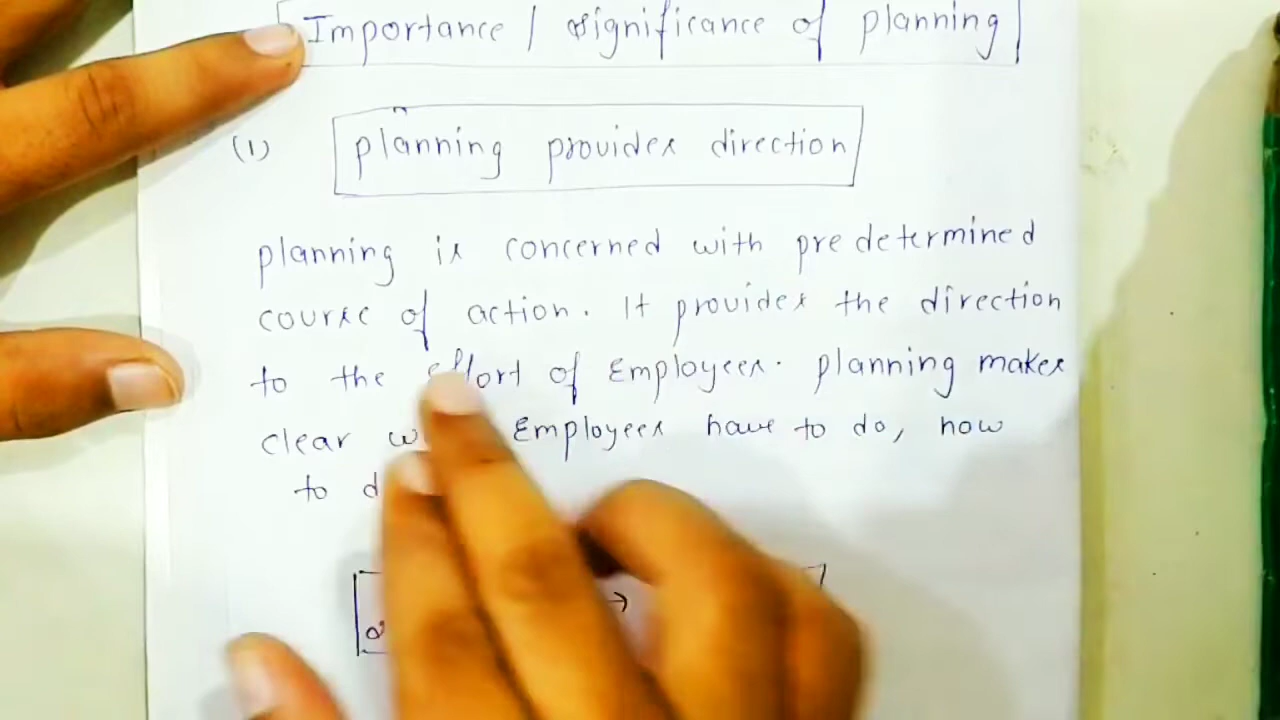 Importance / significance of planning
(1) planning provides direction
planning is concerned with predetermined
course of action. It provides the direction
to the effort of Employees. planning makes
clear Employees have to do, how
to